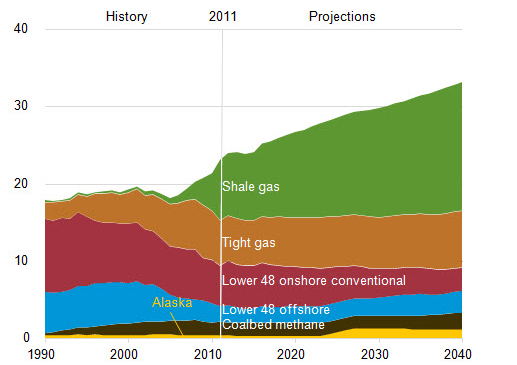 History 2011 Projections
40
30
20
10
0
Shale gas
Tight gas
Lower 48 onshore conventional
Lower 48 offshore
Alaska
Coalbed methane
1990 2000 2010 2020 2030 2040